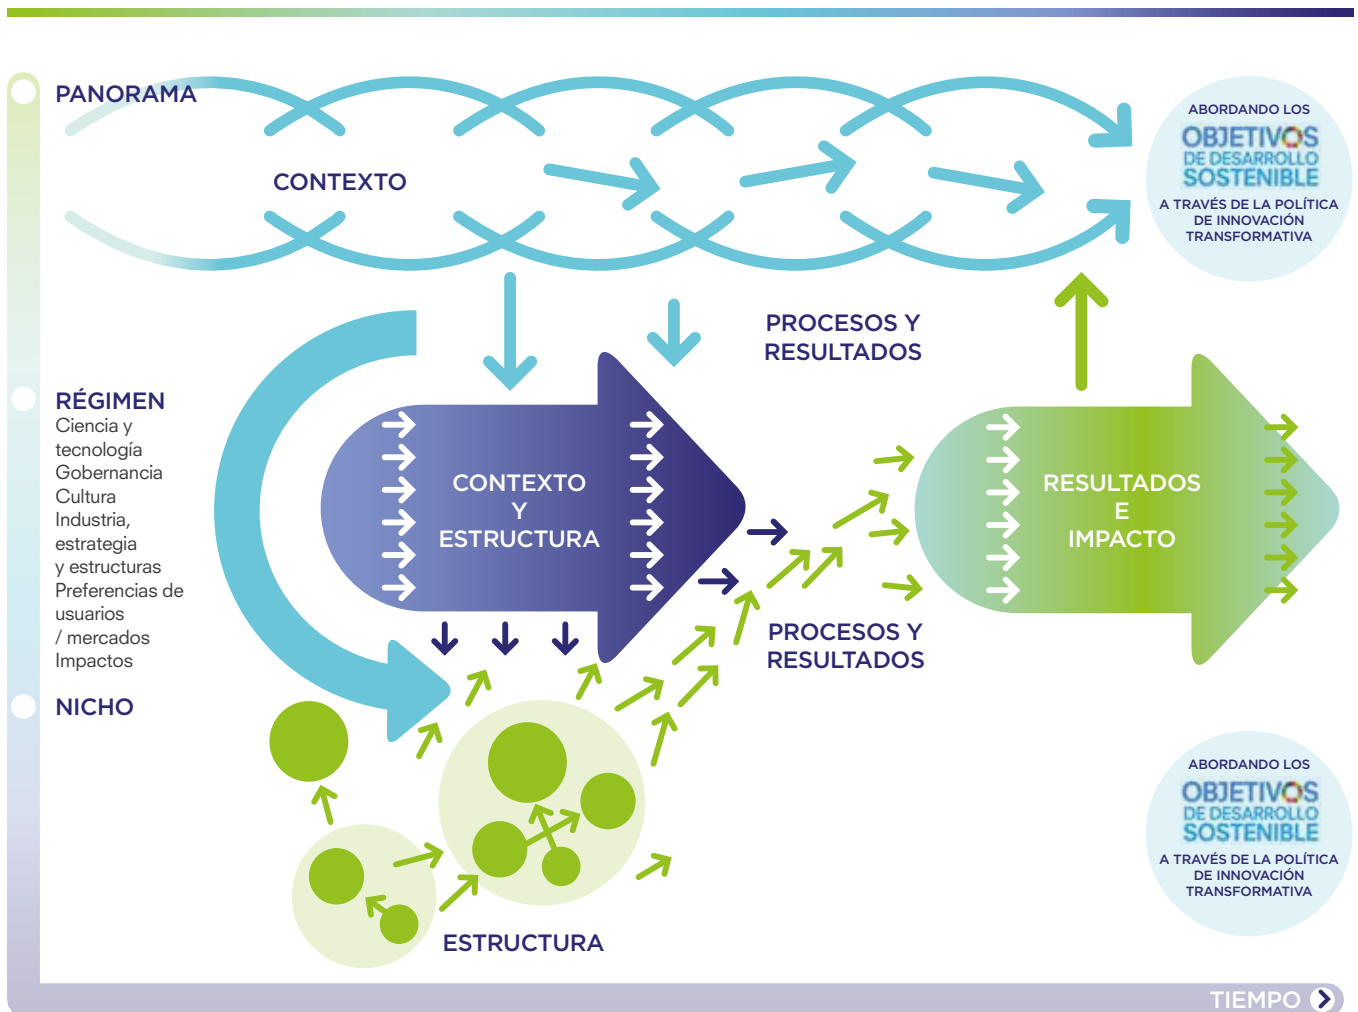 PANORAMA
CONTEXTO
ABORDANDO LOS
OBJETIVOS
DE DESARROLLO
SOSTENIBLE
A TRAVÉS DE LA POLÍTICA
DE INNOVACIÓN
TRANSFORMATIVA
PROCESOS Y
RESULTADOS
RÉGIMEN
Ciencia y
tecnología
Gobernancia
Cultura
Industria,
estrategia
y estructuras
Preferencias de
usuarios
/ mercados
Impactos
CONTEXTO
Y
ESTRUCTURA
RESULTADOS
E
IMPACTO
PROCESOS Y
RESULTADOS
NICHO
ABORDANDO LOS
OBJETIVOS
DE DESARROLLO
SOSTENIBLE
A TRAVÉS DE LA POLÍTICA
DE INNOVACIÓN
TRANSFORMATIVA
ESTRUCTURA
TIEMPO